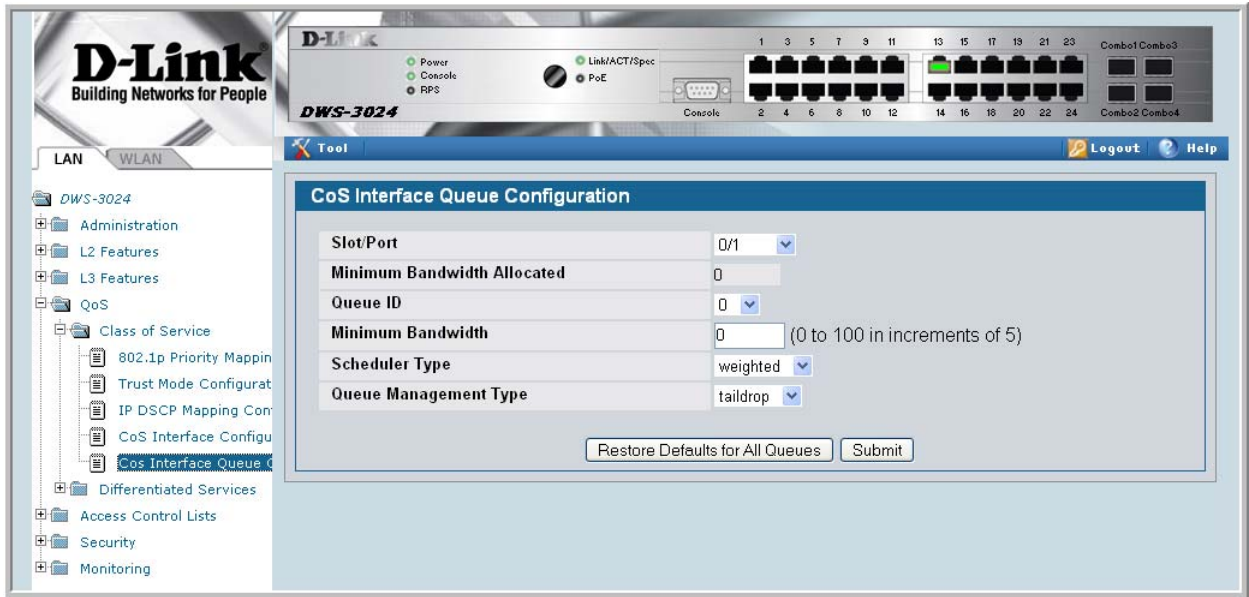 D-Link
Building Networks for People
D-Link
Power
Console
RPS
Link/ACT/Spec
PoE
DWS-3024
Console
1 3 5 7 9 11 13 15 17 19 21 23
Combo1 Combo3
2 4 6 8 10 12 14 16 18 20 22 24
Combo2 Combo4
LAN
WLAN
Tool
Logout
Help
DWS-3024
Administration
L2 Features
L3 Features
QoS
Class of Service
802.1p Priority Mappin
Trust Mode Configurat
IP DSCP Mapping Con
CoS Interface Configu
Cos Interface Queue C
Differentiated Services
Access Control Lists
Security
Monitoring
CoS Interface Queue Configuration
Slot/Port 0/1
Minimum Bandwidth Allocated 0
Queue ID 0
Minimum Bandwidth 0 (0 to 100 in increments of 5)
Scheduler Type weighted
Queue Management Type taildrop
Restore Defaults for All Queues Submit